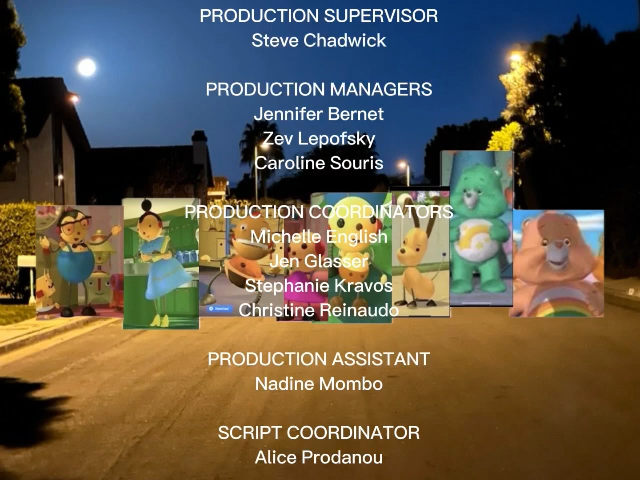 PRODUCTION SUPERVISOR
Steve Chadwick
PRODUCTION MANAGERS
Jennifer Bernet
Zev Lepofsky
Caroline Souris
PRODUCTION COORDINATORS
Michelle English
Jen Glasser
Stephanie Kravos
Christine Reinaudo
PRODUCTION ASSISTANT
Nadine Mombo
SCRIPT COORDINATOR
Alice Prodanou